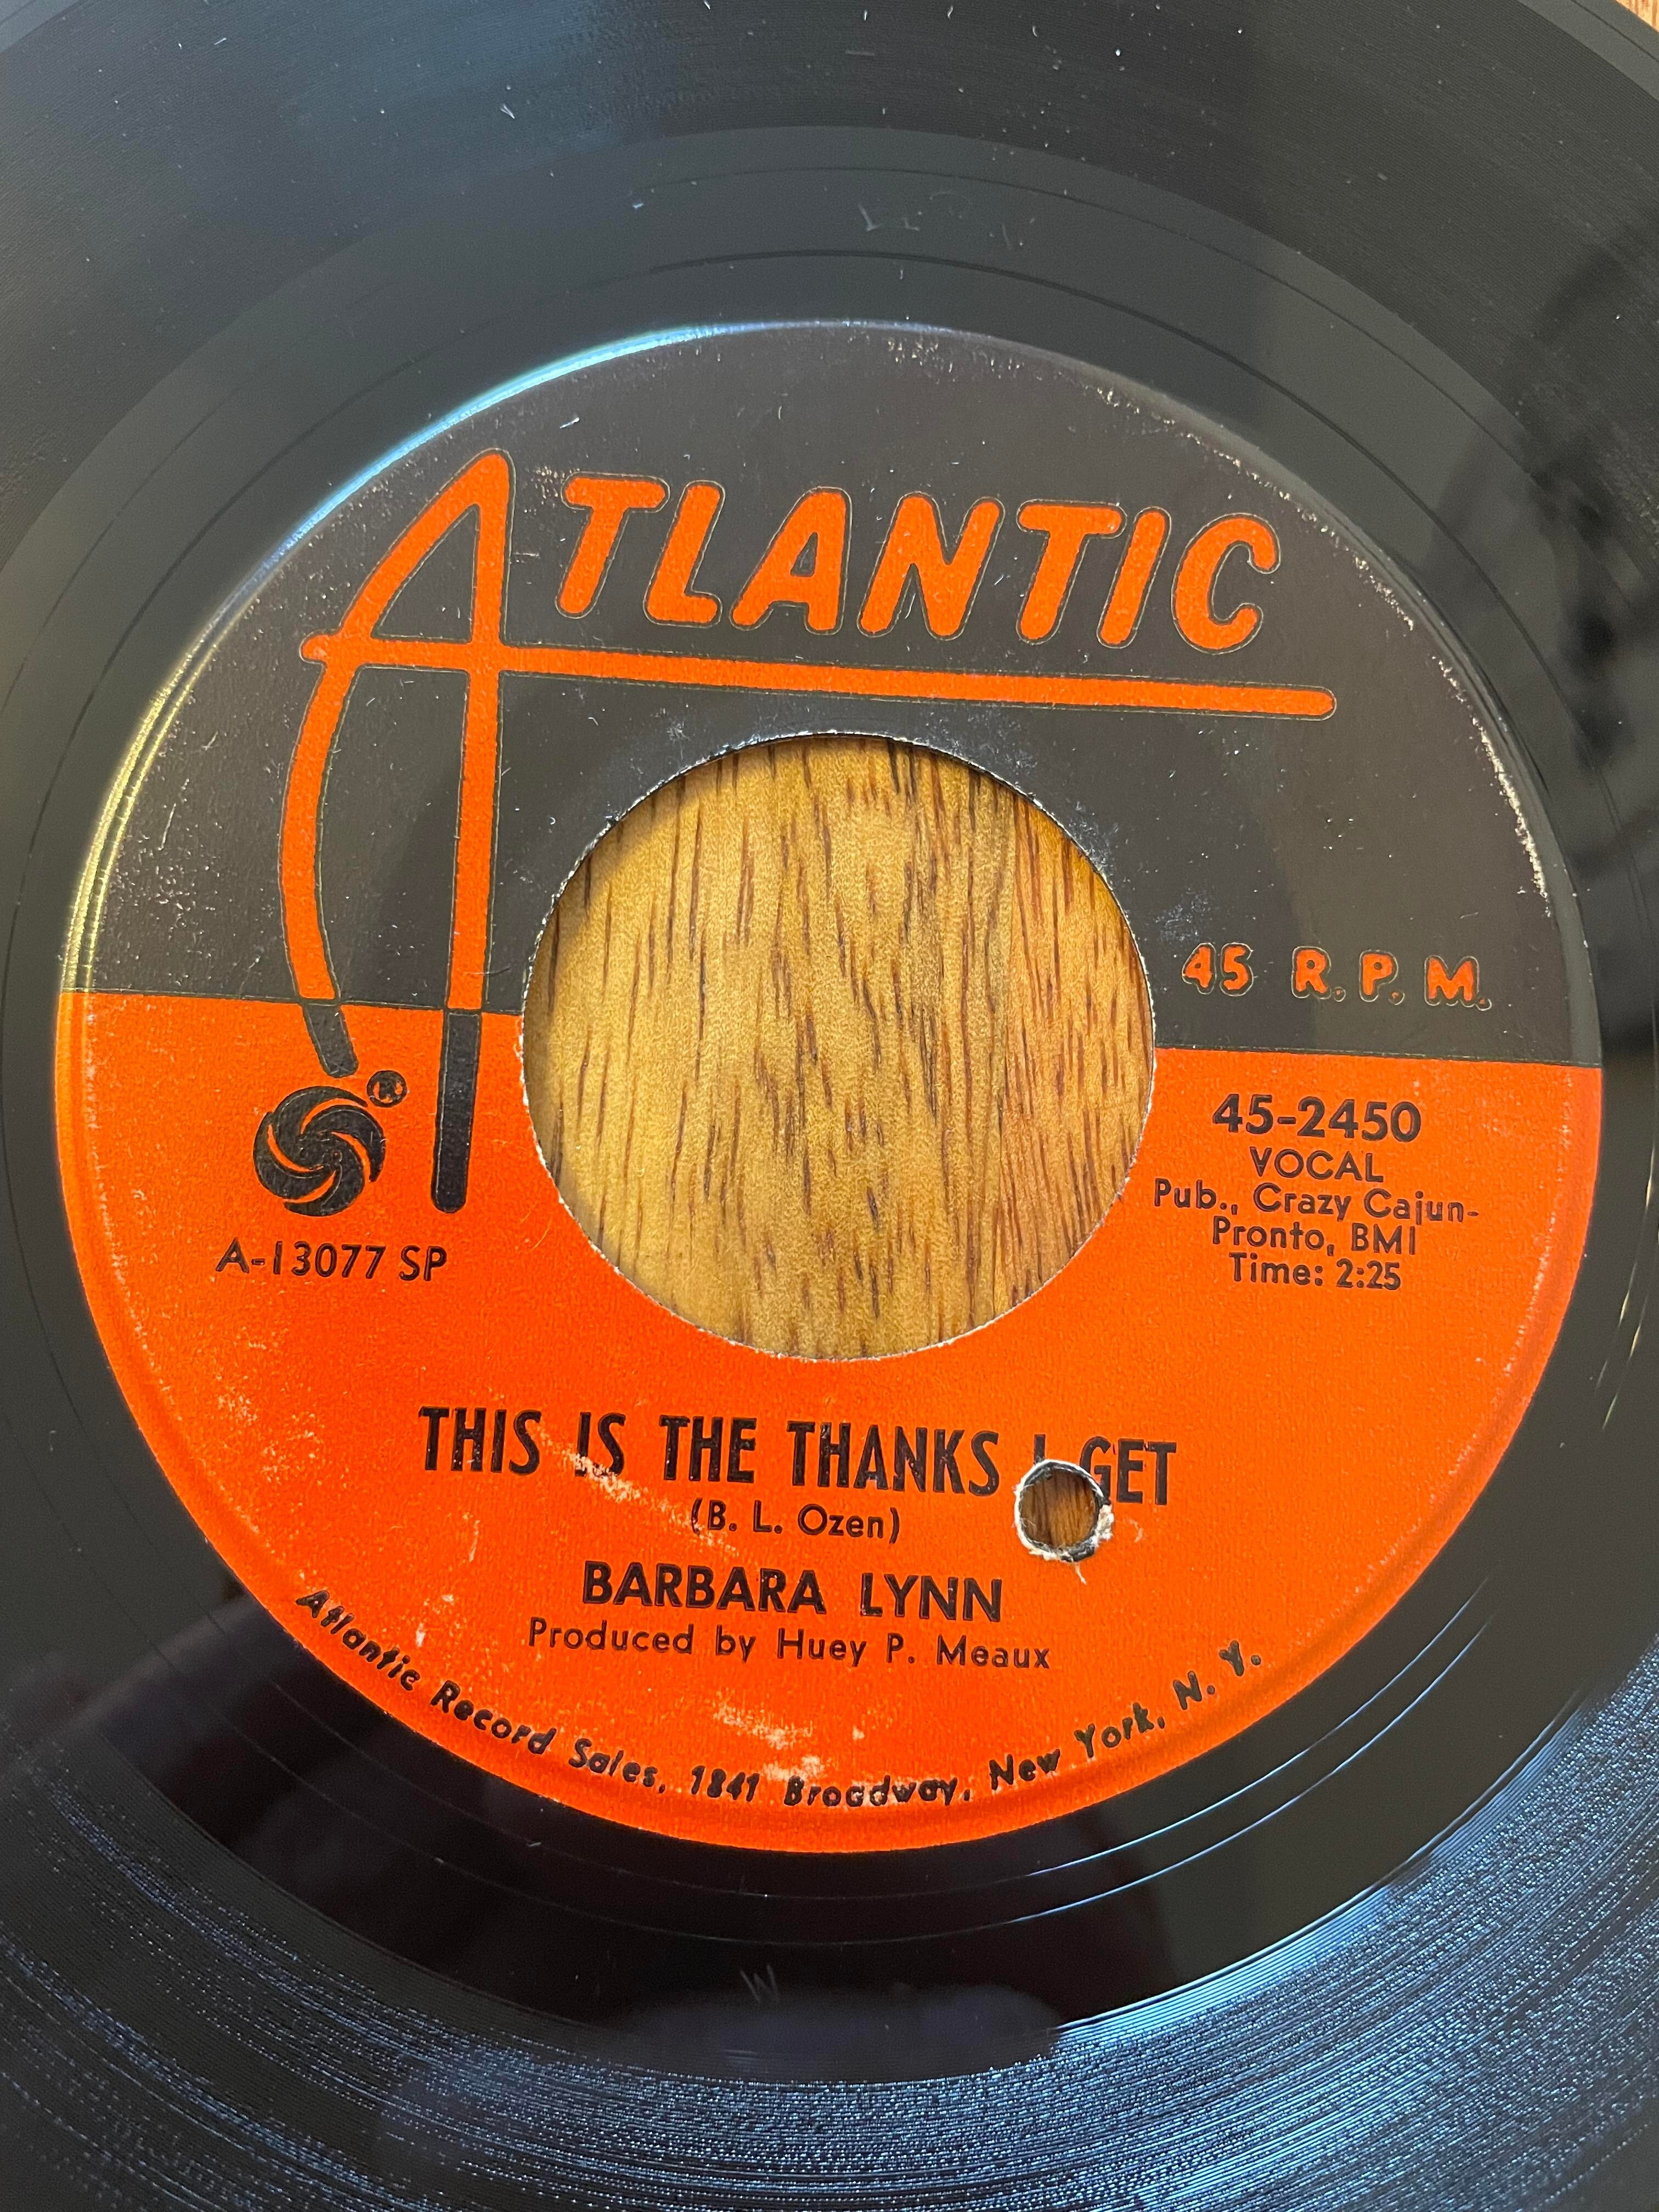 ATLANTIC
45 R.P.M.
®
A-13077 SP
45-2450
VOCAL
Pub., Crazy Cajun-
Pronto, BMI
Time: 2:25
THIS IS THE THANKS I GET
(B. L. Ozen)
BARBARA LYNN
Produced by Huey P. Meaux
Atlantic Record Sales, 1841 Broadway, New York, N. Y.
W